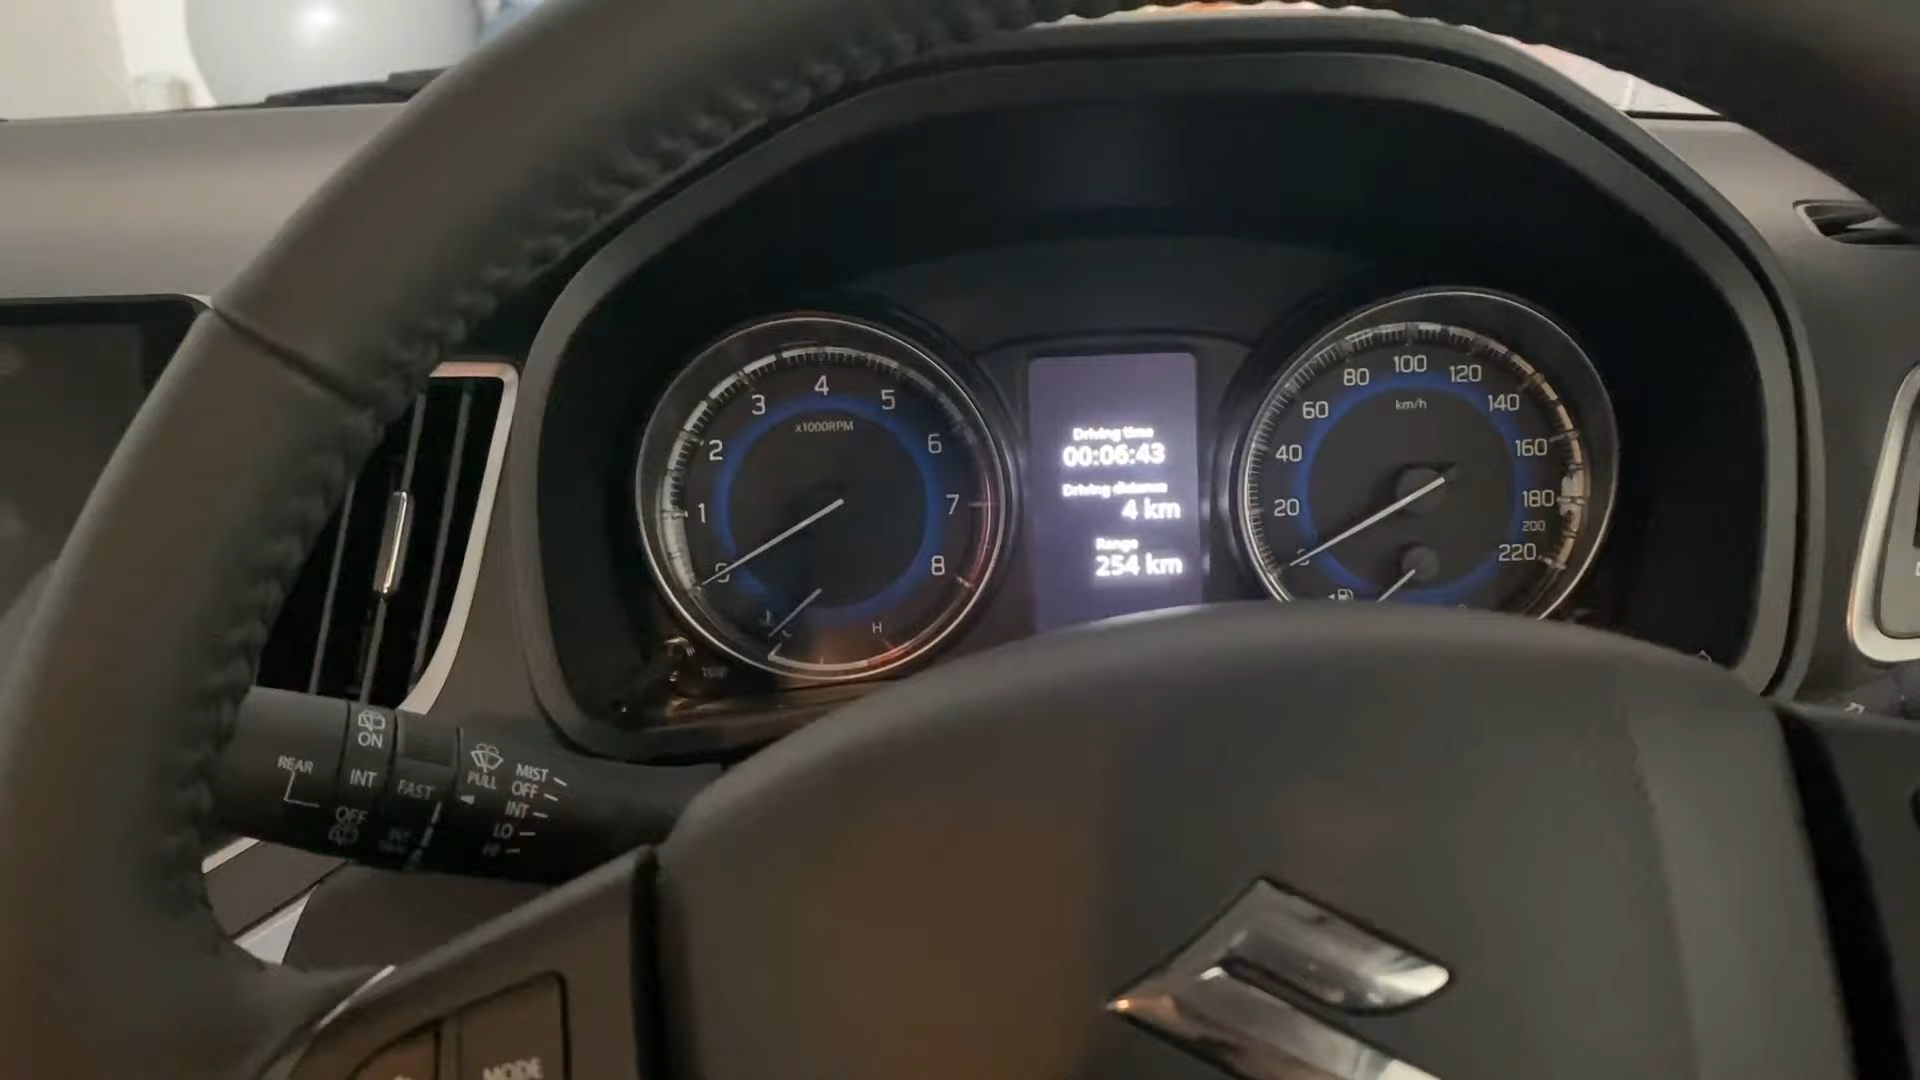 4
3
5
x1000RPM
2
6
1
7
0
8
H
Driving time
00:06:43
Driving distance
4 km
Range
254 km
100
80
120
km/h
60
140
40
160
20
180
200
220
ON
REAR
INT
OFF
FAST
PULL
MIST
OFF
INT
LO
HI
MODE